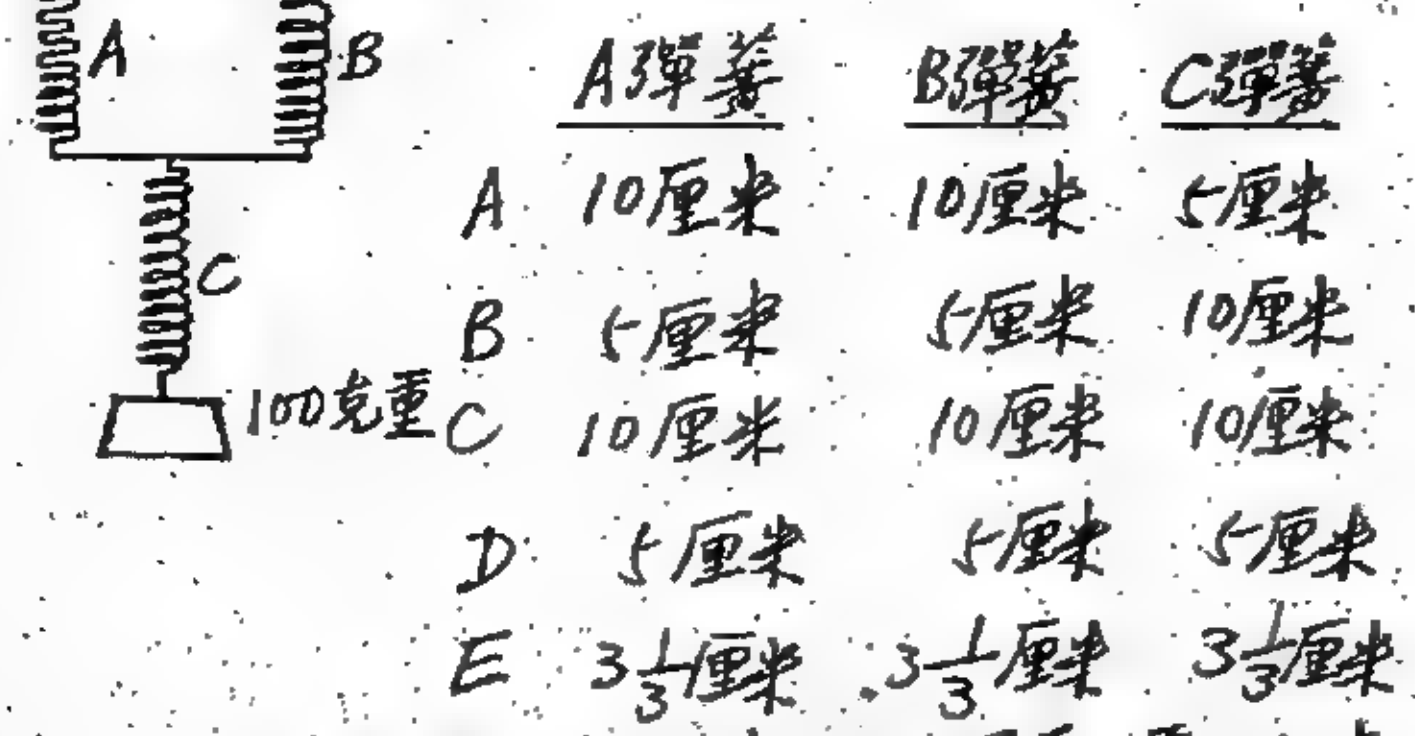 A B
A彈簧 B彈簧 C彈簧
A 10厘米 10厘米 5厘米
C
B 5厘米 5厘米 10厘米
100克重
C 10厘米 10厘米 10厘米
D 5厘米 5厘米 5厘米
E 3 1/3厘米 3 1/3厘米 3 1/3厘米